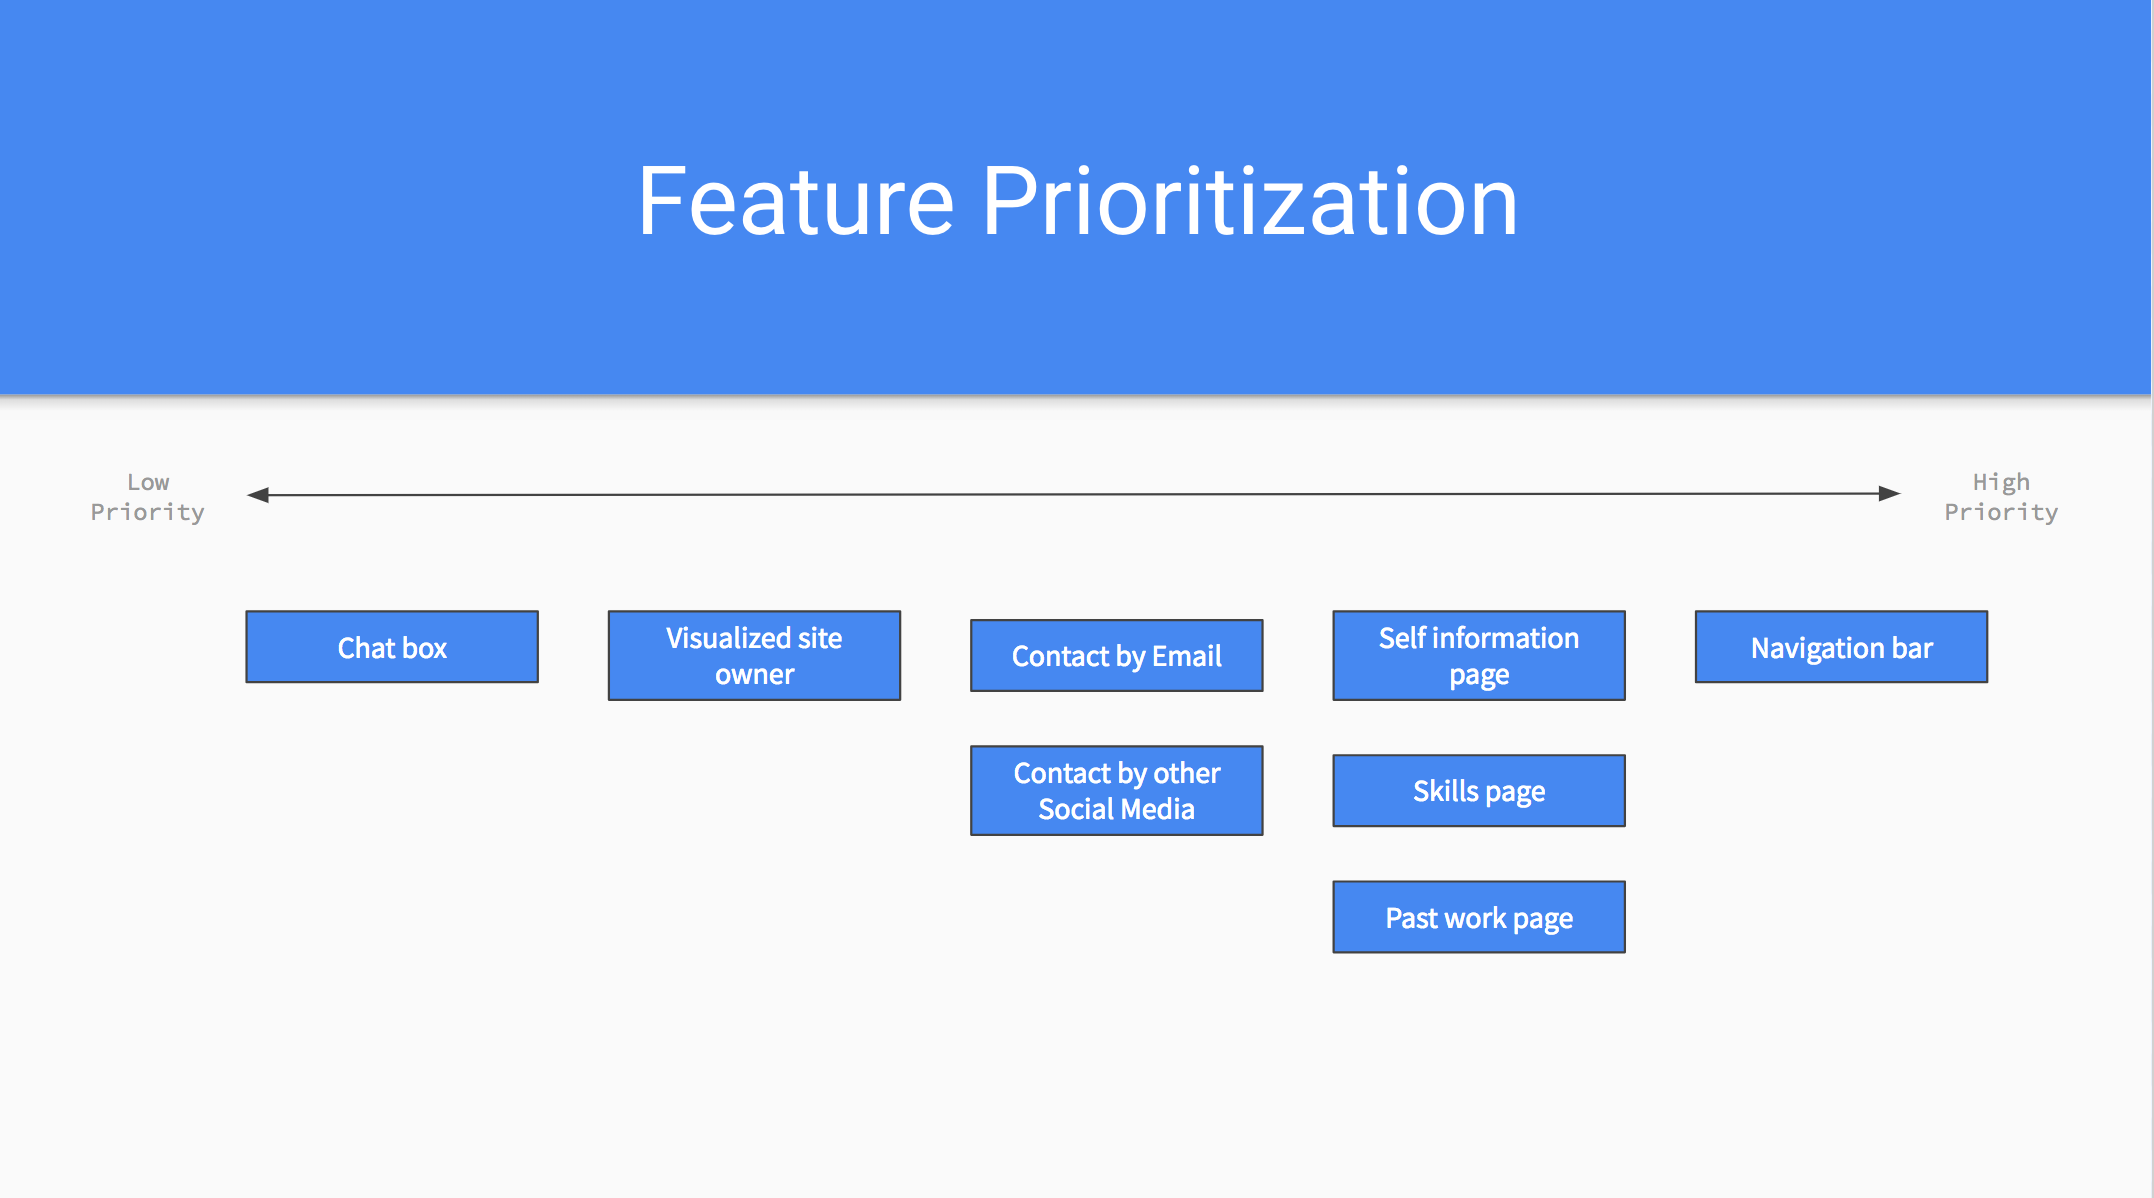 Feature Prioritization
Low
Priority
High
Priority
Chat box
Visualized site
owner
Contact by Email
Self information
page
Navigation bar
Contact by other
Social Media
Skills page
Past work page